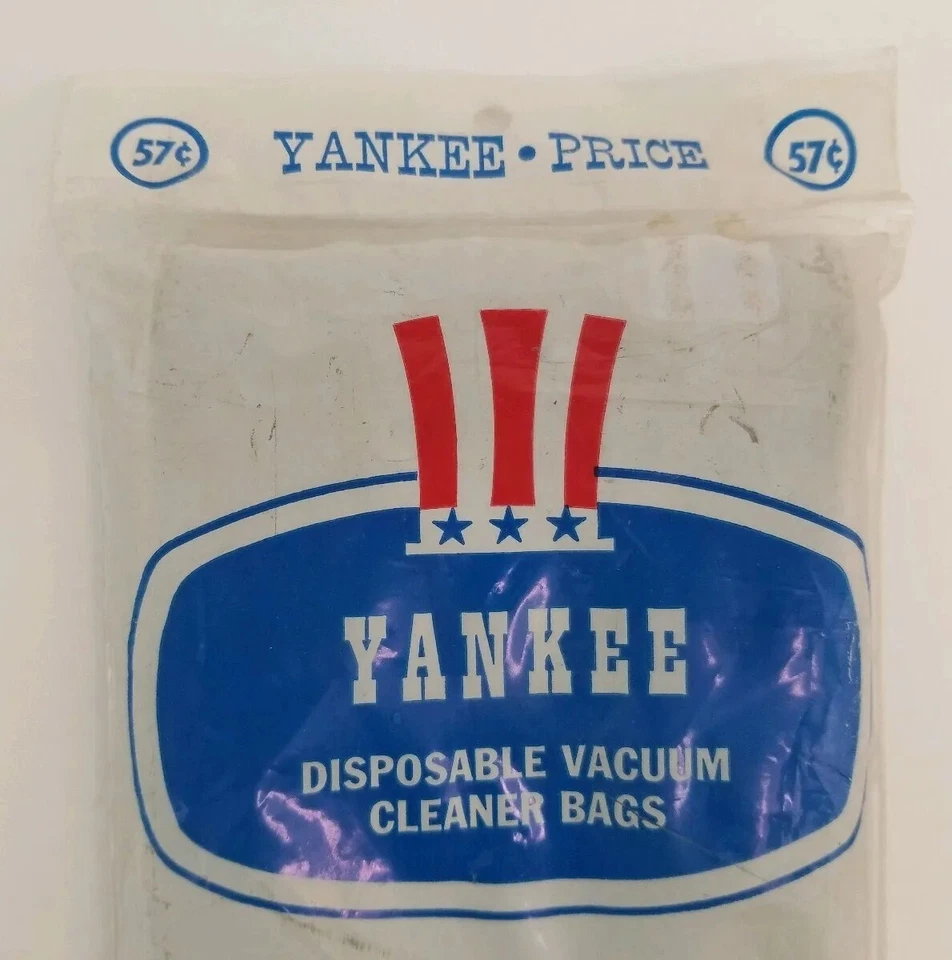 57¢ YANKEE • PRICE 57¢
YANKEE
DISPOSABLE VACUUM
CLEANER BAGS